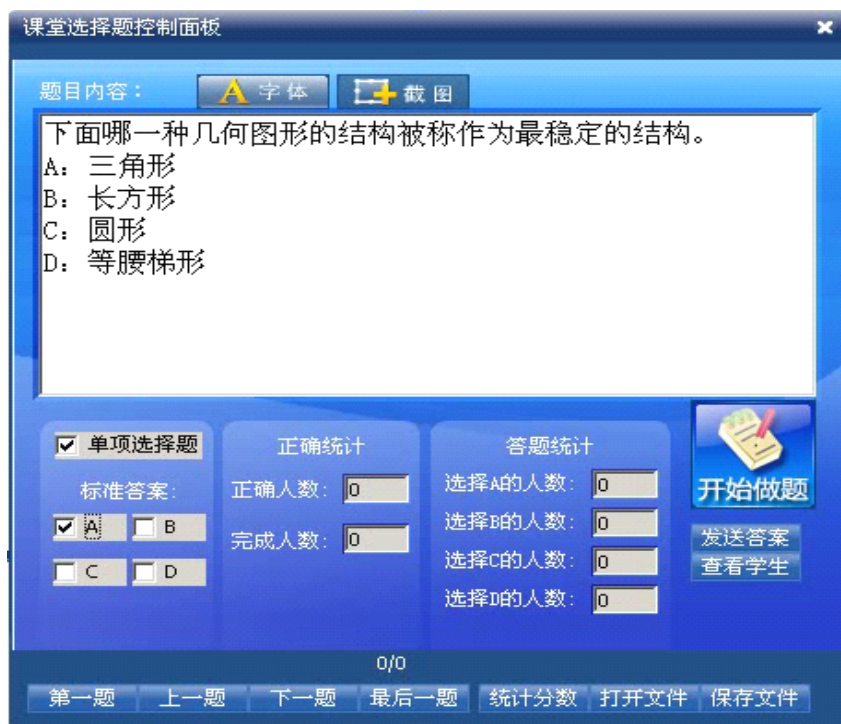 课堂选择题控制面板
题目内容： 字体 截图
下面哪一种几何图形的结构被称作为最稳定的结构。
A：三角形
B：长方形
C：圆形
D：等腰梯形
单项选择题 正确统计 答题统计
标准答案： 正确人数： 0 选择A的人数： 0 开始做题
A B 完成人数： 0 选择B的人数： 0 发送答案
C D 选择C的人数： 0 查看学生
选择D的人数： 0
0/0
第一题 上一题 下一题 最后一题 统计分数 打开文件 保存文件